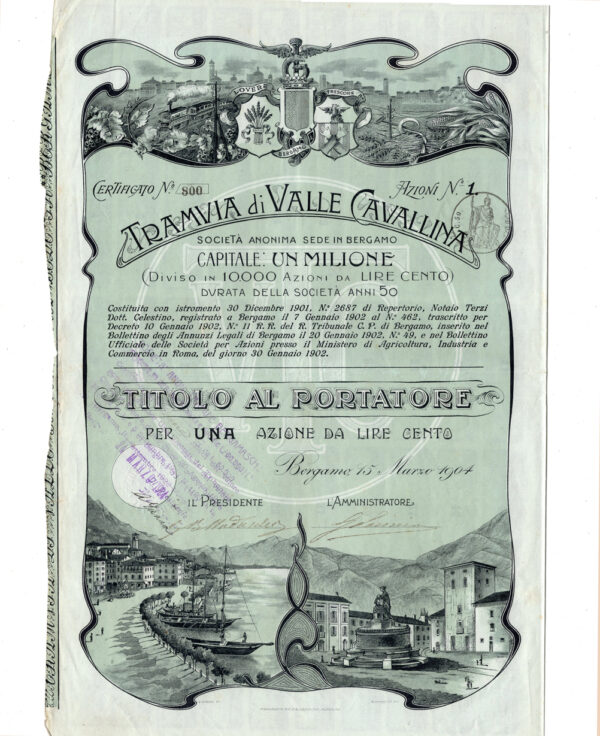 LOVERE
BRESCIA
BERGAMO
CERTIFICATO N.º 800
AZIONI N.º 1.
TRAMVIA di VALLE CAVALLINA
SOCIETÀ ANONIMA SEDE IN BERGAMO
CAPITALE: UN MILIONE
(DIVISO IN 10000 AZIONI DA LIRE CENTO)
DVRATA DELLA SOCIETÀ ANNI 50
Costituita con istromento 30 Dicembre 1901, N.º 2687 di Repertorio, Notaio Terzi
Dott. Celestino, registrato a Bergamo il 7 Gennaio 1902 al N.º 462, trascritto per
Decreto 10 Gennaio 1902, N.º 11 R. R. del R. Tribunale C. P. di Bergamo, inserito nel
Bollettino degli Annunzi Legali di Bergamo il 20 Gennaio 1902, N.º 49, e nel Bollettino
Ufficiale delle Società per Azioni presso il Ministero di Agricoltura, Industria e
Commercio in Roma, del giorno 30 Gennaio 1902.
TITOLO AL PORTATORE
PER UNA AZIONE DA LIRE CENTO
Bergamo, 15 Marzo 1904
IL PRESIDENTE
L'AMMINISTRATORE